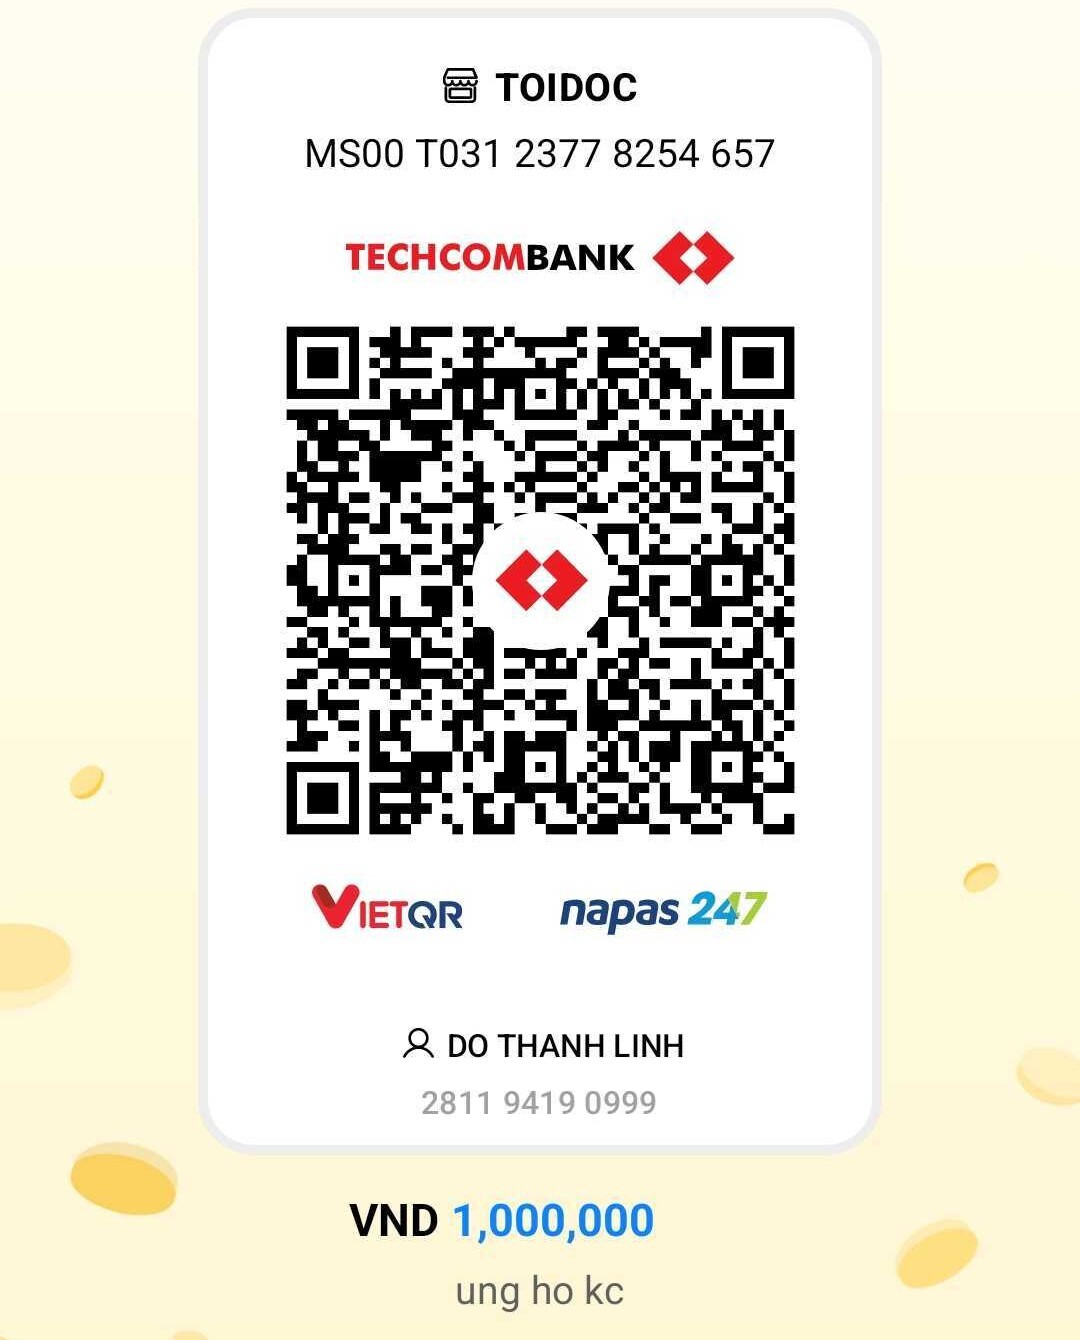 TOIDOC
MS00 T031 2377 8254 657
TECHCOMBANK
VIETQR
napas 247
DO THANH LINH
2811 9419 0999
VND 1,000,000
ung ho kc